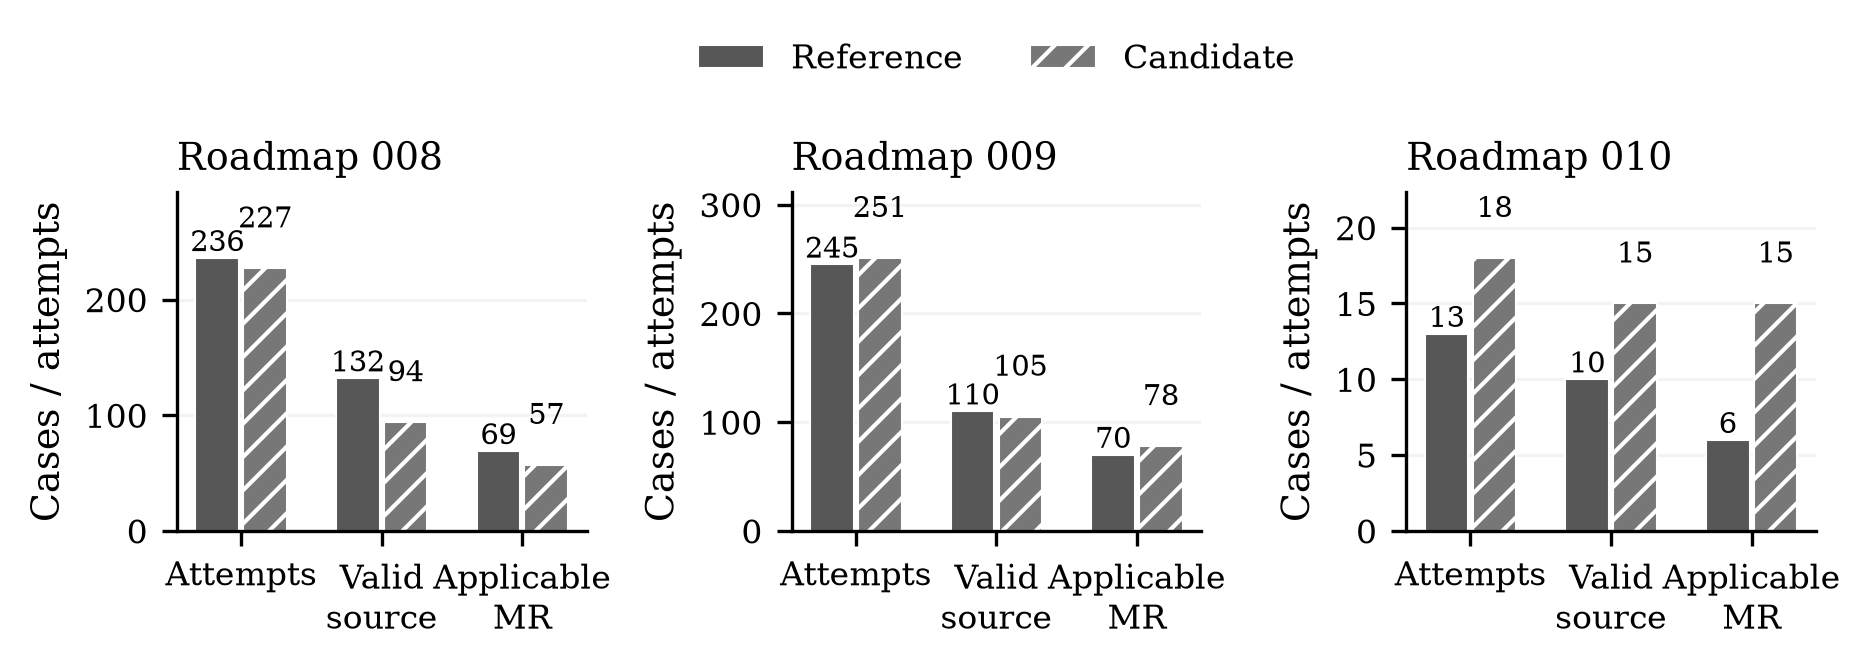 Reference Candidate
Roadmap 008
Cases / attempts
0
100
200
236
227
132
94
69
57
Attempts
Valid
source
Applicable
MR
Roadmap 009
Cases / attempts
0
100
200
300
245
251
110
105
70
78
Attempts
Valid
source
Applicable
MR
Roadmap 010
Cases / attempts
0
5
10
15
20
13
18
10
15
6
15
Attempts
Valid
source
Applicable
MR